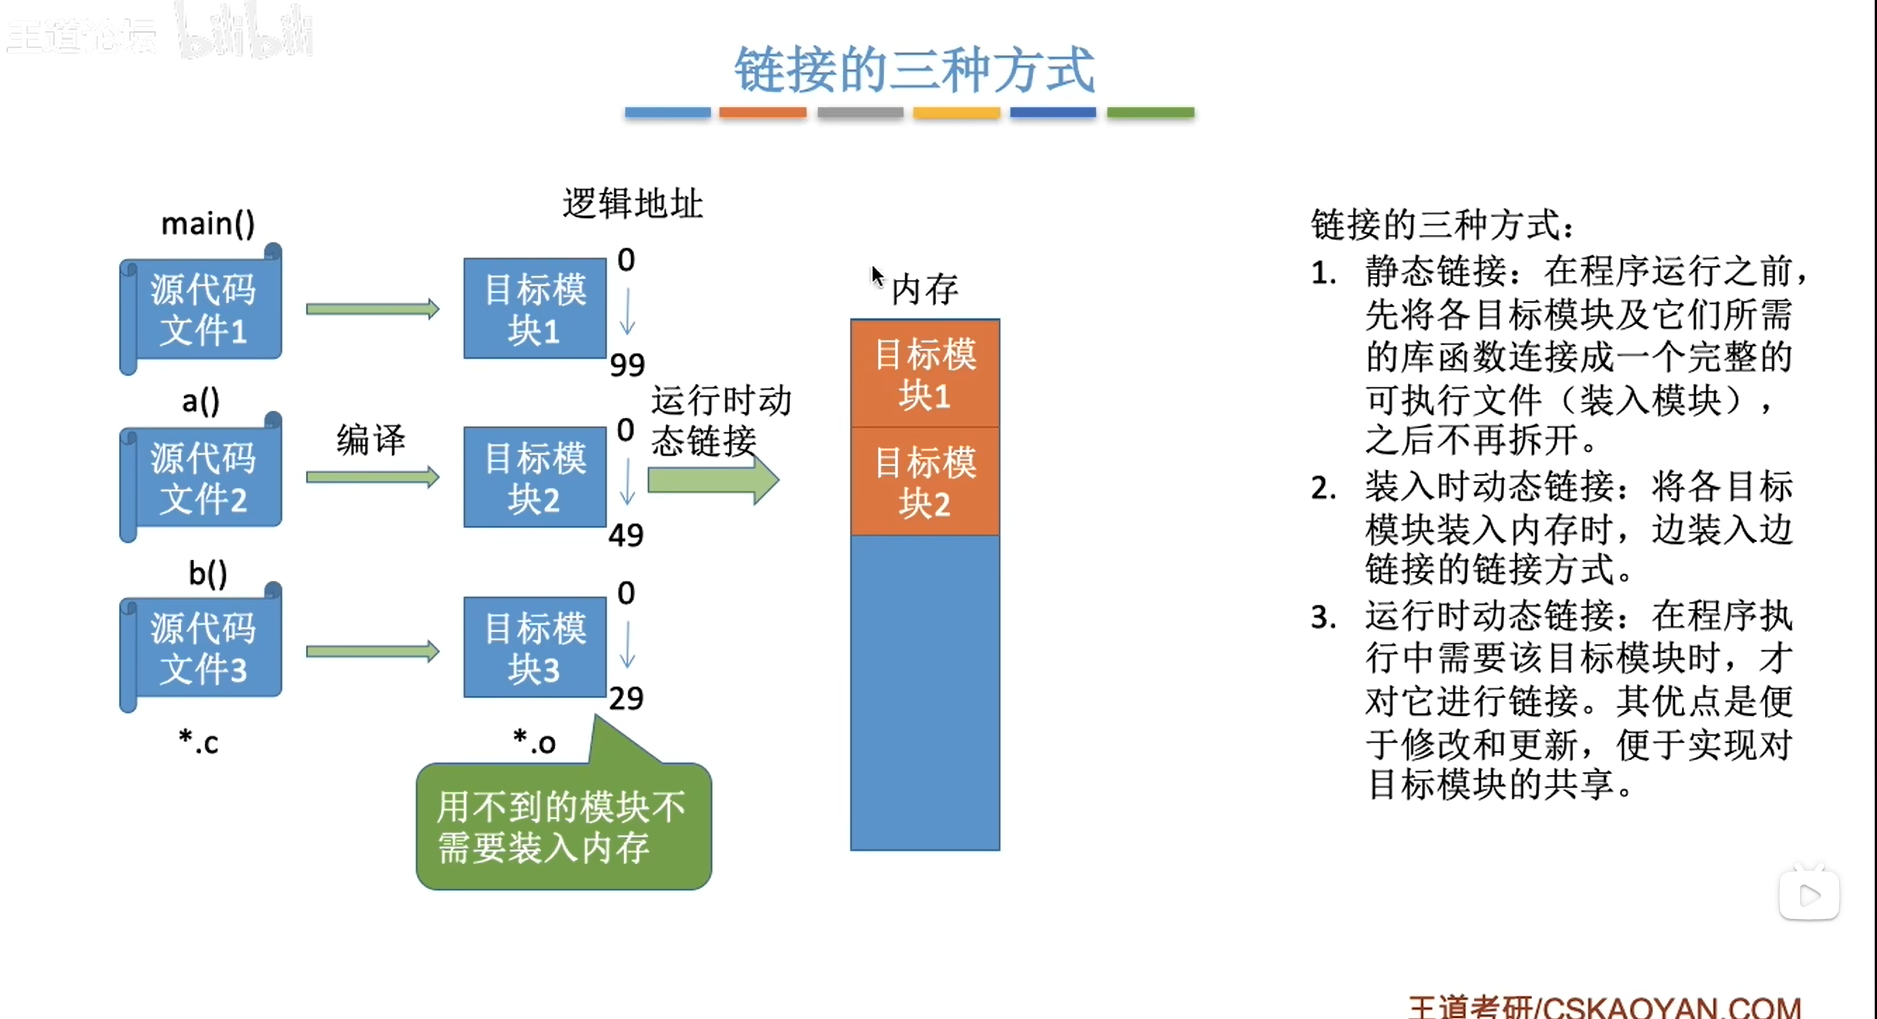 王道论坛 bilibili
链接的三种方式
逻辑地址
main()
源代码
文件1
目标模
块1
0
99
a()
源代码
文件2
编译
目标模
块2
0
49
运行时动
态链接
b()
源代码
文件3
目标模
块3
0
29
*.c
*.o
用不到的模块不
需要装入内存
内存
目标模
块1
目标模
块2
链接的三种方式：
1. 静态链接：在程序运行之前，
先将各目标模块及它们所需
的库函数连接成一个完整的
可执行文件（装入模块），
之后不再拆开。
2. 装入时动态链接：将各目标
模块装入内存时，边装入边
链接的链接方式。
3. 运行时动态链接：在程序执
行中需要该目标模块时，才
对它进行链接。其优点是便
于修改和更新，便于实现对
目标模块的共享。
王道考研/CSKAOYAN.COM